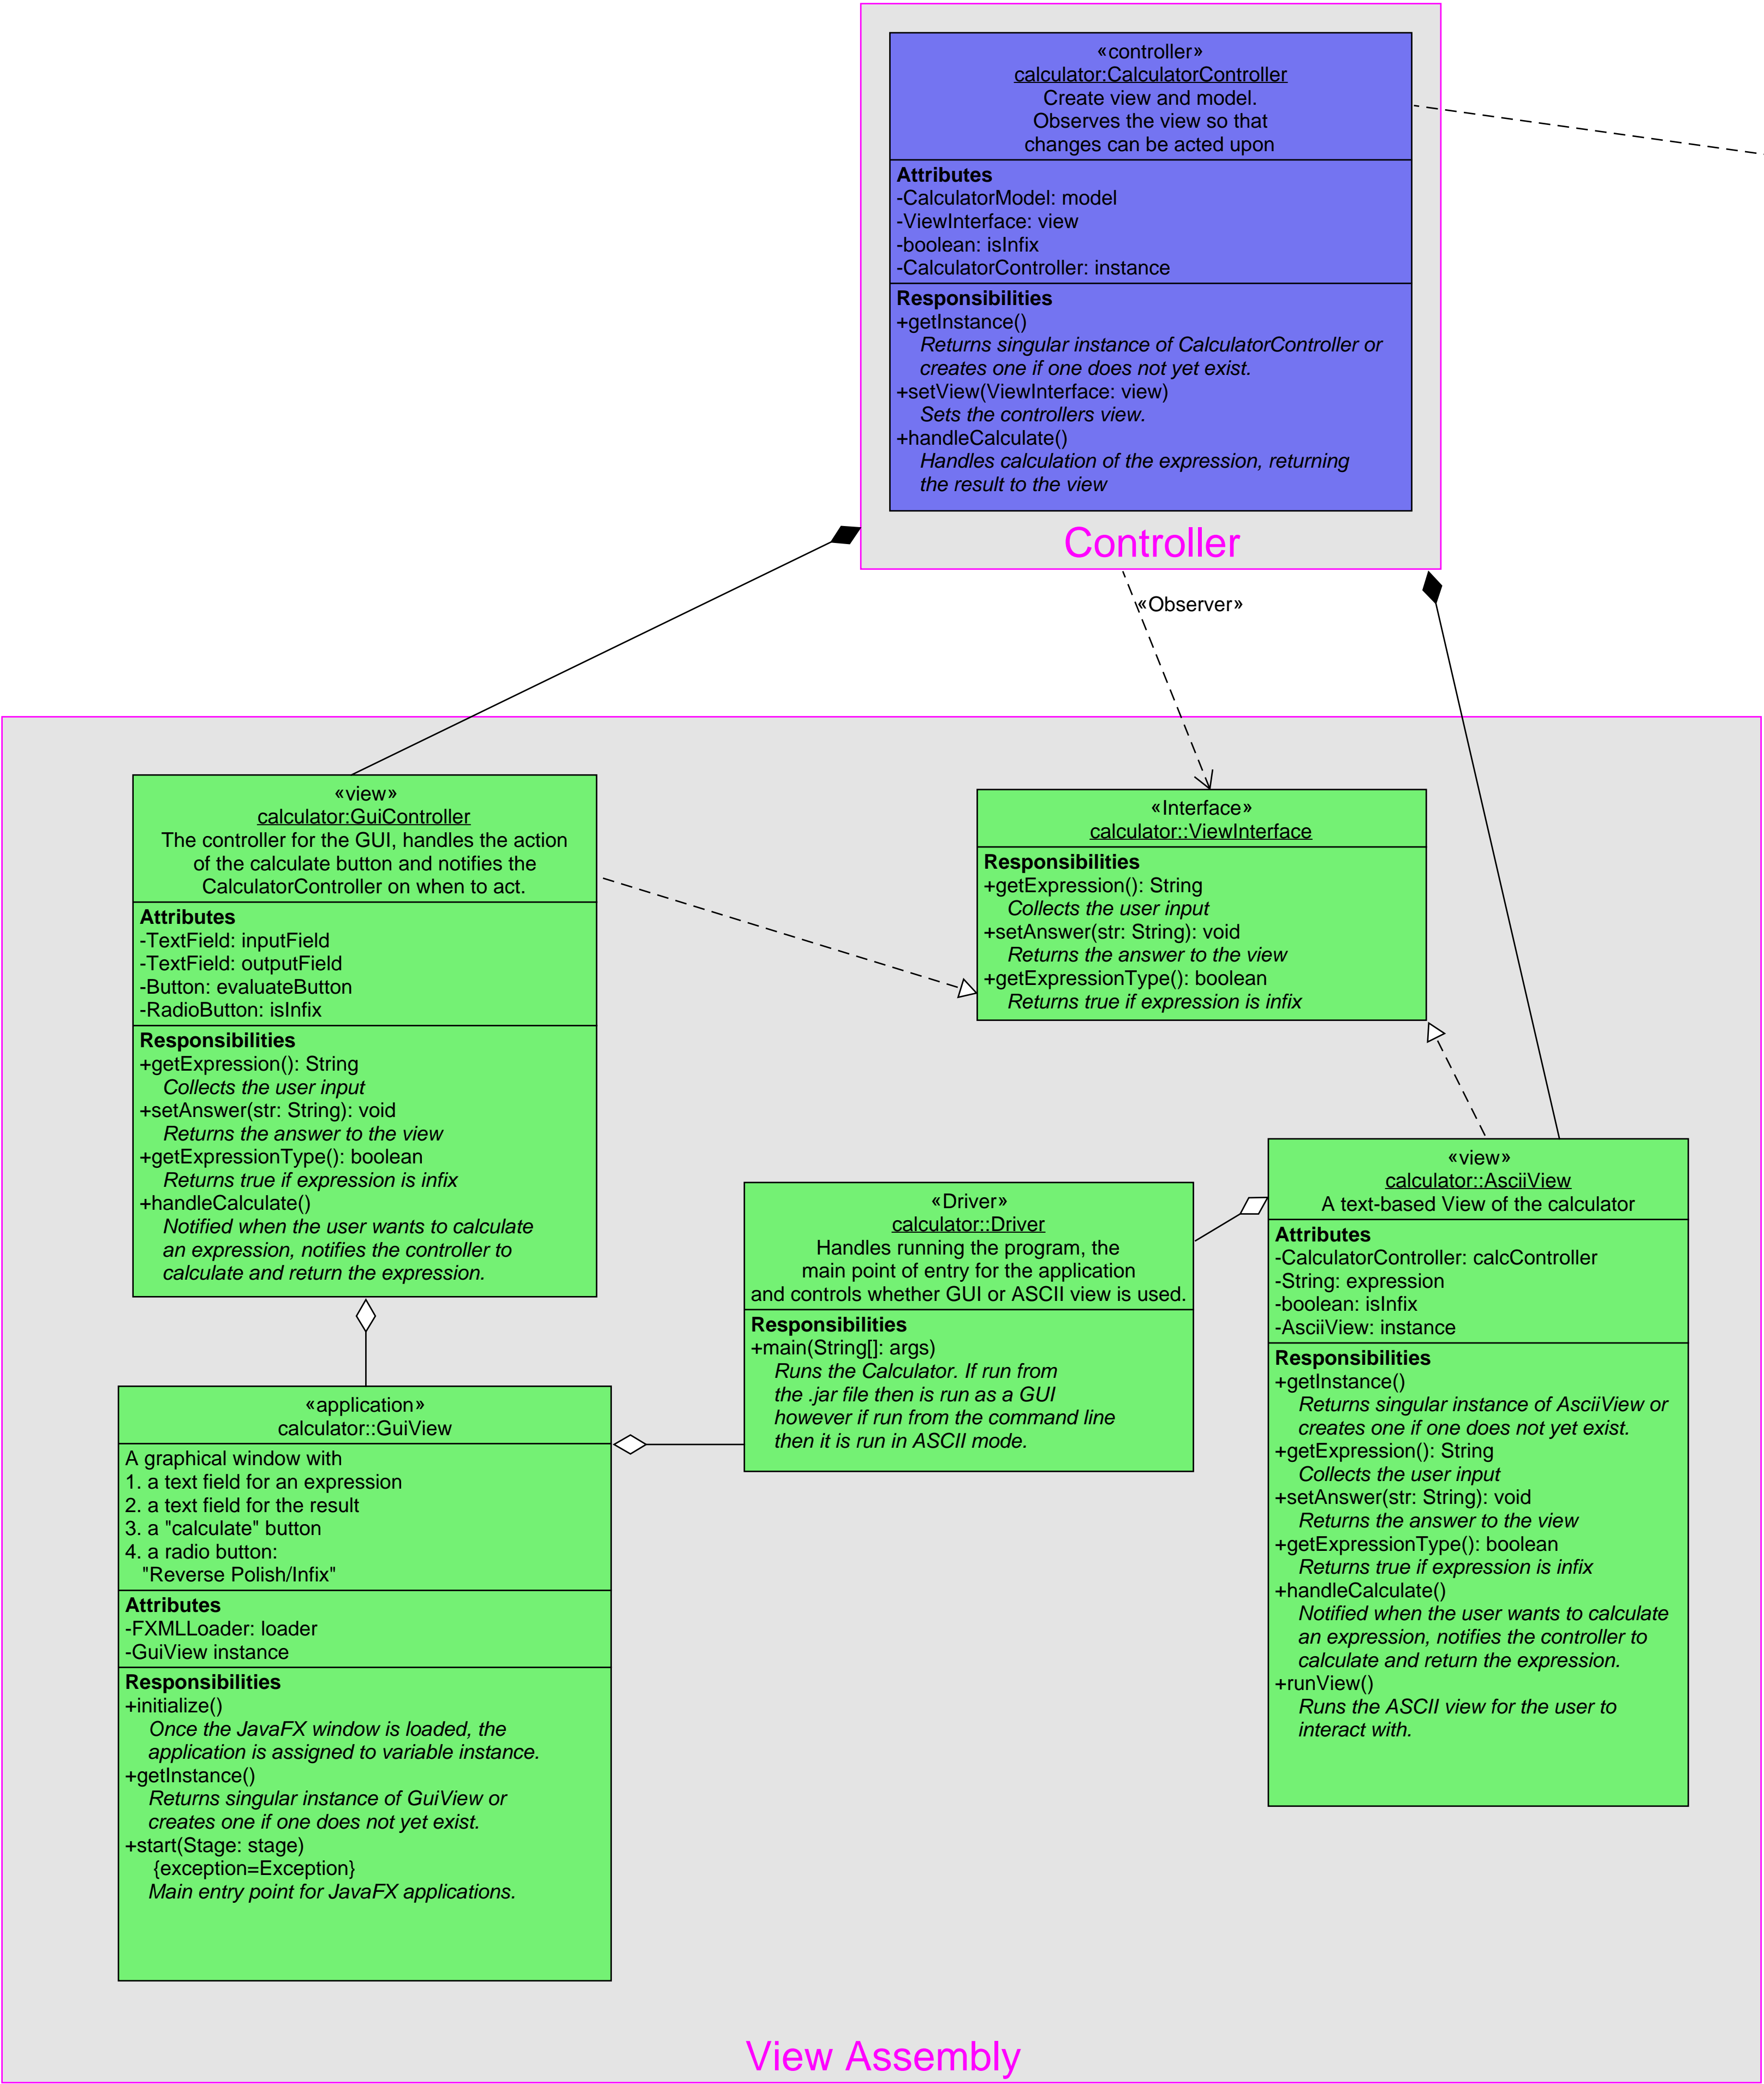 «controller»
calculator:CalculatorController
Create view and model.
Observes the view so that
changes can be acted upon
Attributes
-CalculatorModel: model
-ViewInterface: view
-boolean: isInfix
-CalculatorController: instance
Responsibilities
+getInstance()
Returns singular instance of CalculatorController or
creates one if one does not yet exist.
+setView(ViewInterface: view)
Sets the controllers view.
+handleCalculate()
Handles calculation of the expression, returning
the result to the view
Controller
«Observer»
«view»
calculator:GuiController
The controller for the GUI, handles the action
of the calculate button and notifies the
CalculatorController on when to act.
Attributes
-TextField: inputField
-TextField: outputField
-Button: evaluateButton
-RadioButton: isInfix
Responsibilities
+getExpression(): String
Collects the user input
+setAnswer(str: String): void
Returns the answer to the view
+getExpressionType(): boolean
Returns true if expression is infix
+handleCalculate()
Notified when the user wants to calculate
an expression, notifies the controller to
calculate and return the expression.
«Interface»
calculator::ViewInterface
Responsibilities
+getExpression(): String
Collects the user input
+setAnswer(str: String): void
Returns the answer to the view
+getExpressionType(): boolean
Returns true if expression is infix
«Driver»
calculator::Driver
Handles running the program, the
main point of entry for the application
and controls whether GUI or ASCII view is used.
Responsibilities
+main(String[]: args)
Runs the Calculator. If run from
the .jar file then is run as a GUI
however if run from the command line
then it is run in ASCII mode.
«view»
calculator::AsciiView
A text-based View of the calculator
Attributes
-CalculatorController: calcController
-String: expression
-boolean: isInfix
-AsciiView: instance
Responsibilities
+getInstance()
Returns singular instance of AsciiView or
creates one if one does not yet exist.
+getExpression(): String
Collects the user input
+setAnswer(str: String): void
Returns the answer to the view
+getExpressionType(): boolean
Returns true if expression is infix
+handleCalculate()
Notified when the user wants to calculate
an expression, notifies the controller to
calculate and return the expression.
+runView()
Runs the ASCII view for the user to
interact with.
«application»
calculator::GuiView
A graphical window with
1. a text field for an expression
2. a text field for the result
3. a "calculate" button
4. a radio button:
"Reverse Polish/Infix"
Attributes
-FXMLLoader: loader
-GuiView instance
Responsibilities
+initialize()
Once the JavaFX window is loaded, the
application is assigned to variable instance.
+getInstance()
Returns singular instance of GuiView or
creates one if one does not yet exist.
+start(Stage: stage)
{exception=Exception}
Main entry point for JavaFX applications.
View Assembly